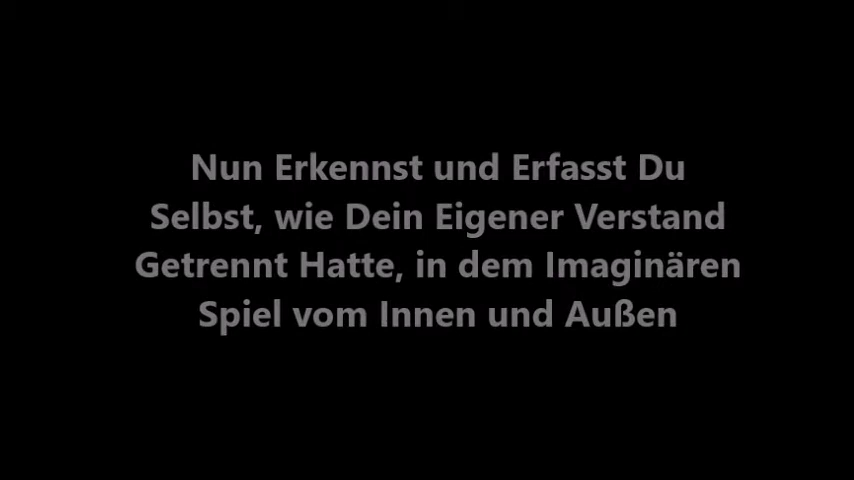 Nun Erkennst und Erfasst Du
Selbst, wie Dein Eigener Verstand
Getrennt Hatte, in dem Imaginären
Spiel vom Innen und Außen